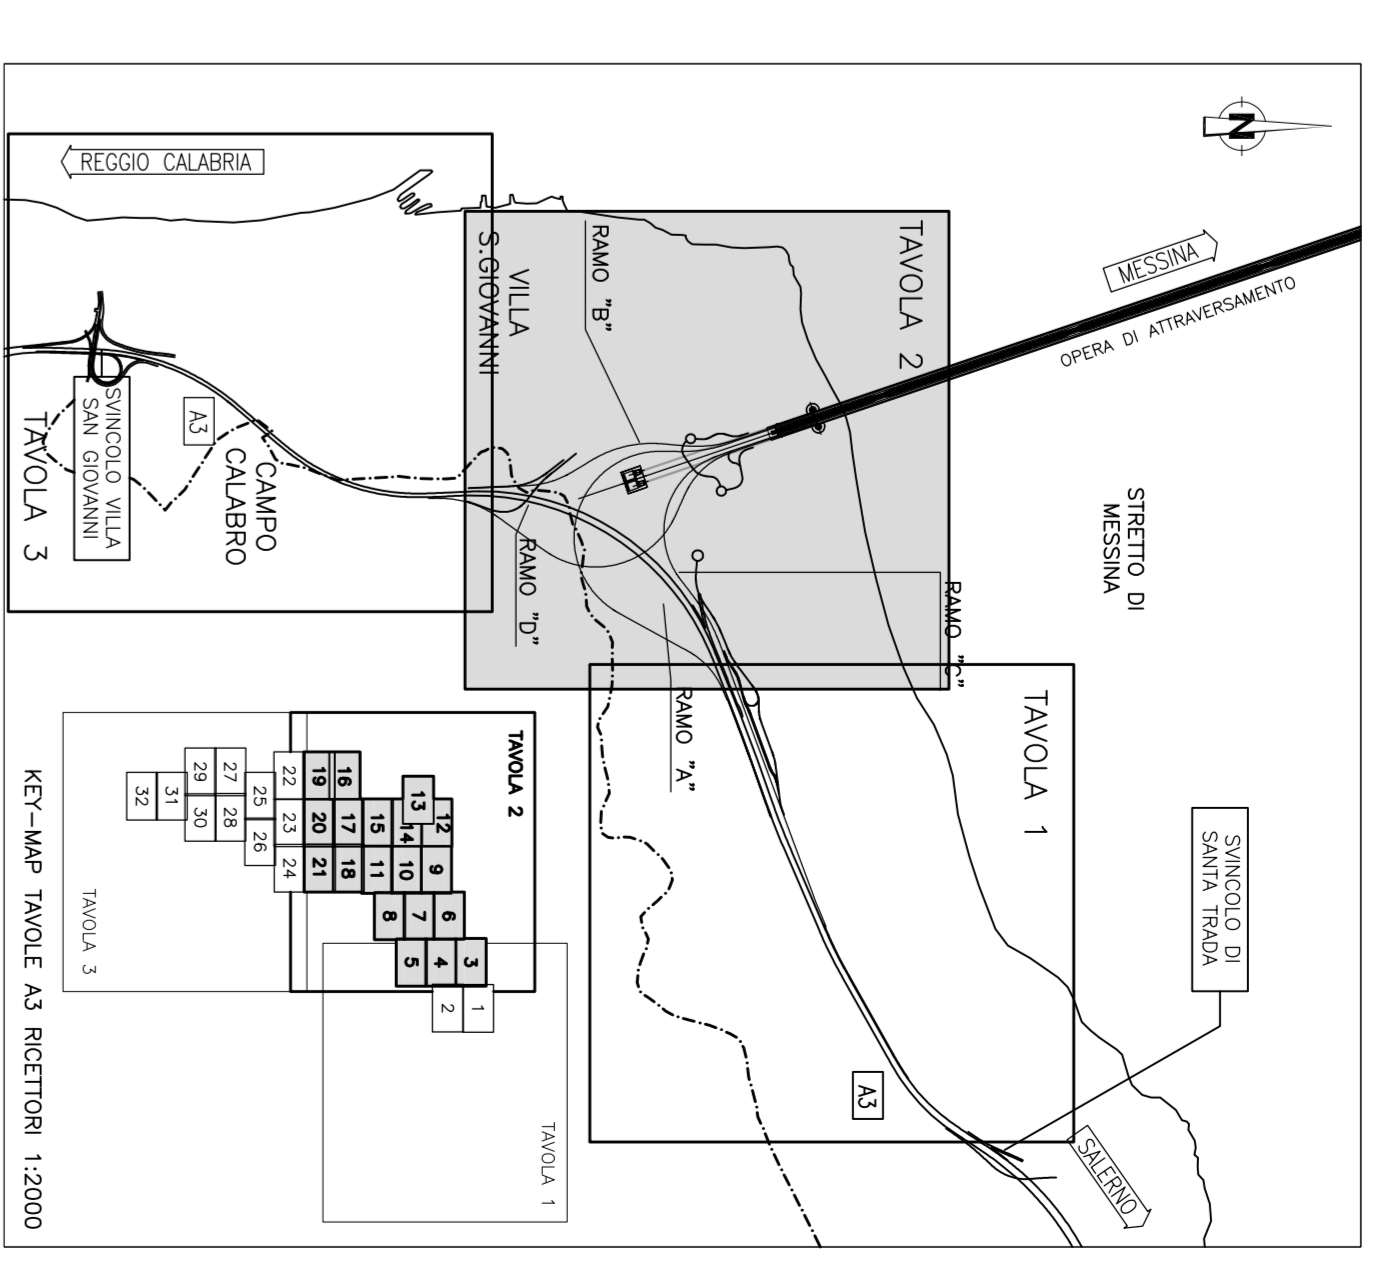 N
REGGIO CALABRIA
MESSINA
OPERA DI ATTRAVERSAMENTO
STRETTO DI
MESSINA
TAVOLA 2
RAMO "B"
VILLA
S.GIOVANNI
RAMO "D"
RAMO "C"
RAMO "A"
TAVOLA 1
SVINCOLO DI
SANTA TRADA
A3
SALERNO
A3
CAMPO
CALABRO
SVINCOLO VILLA
SAN GIOVANNI
TAVOLA 3
TAVOLA 2
1
2
3
4
5
6
7
8
9
10
11
12
13
14
15
16
17
18
19
20
21
22
23
24
25
26
27
28
29
30
31
32
TAVOLA 3
TAVOLA 1
KEY-MAP TAVOLE A3 RICETTORI 1:2000